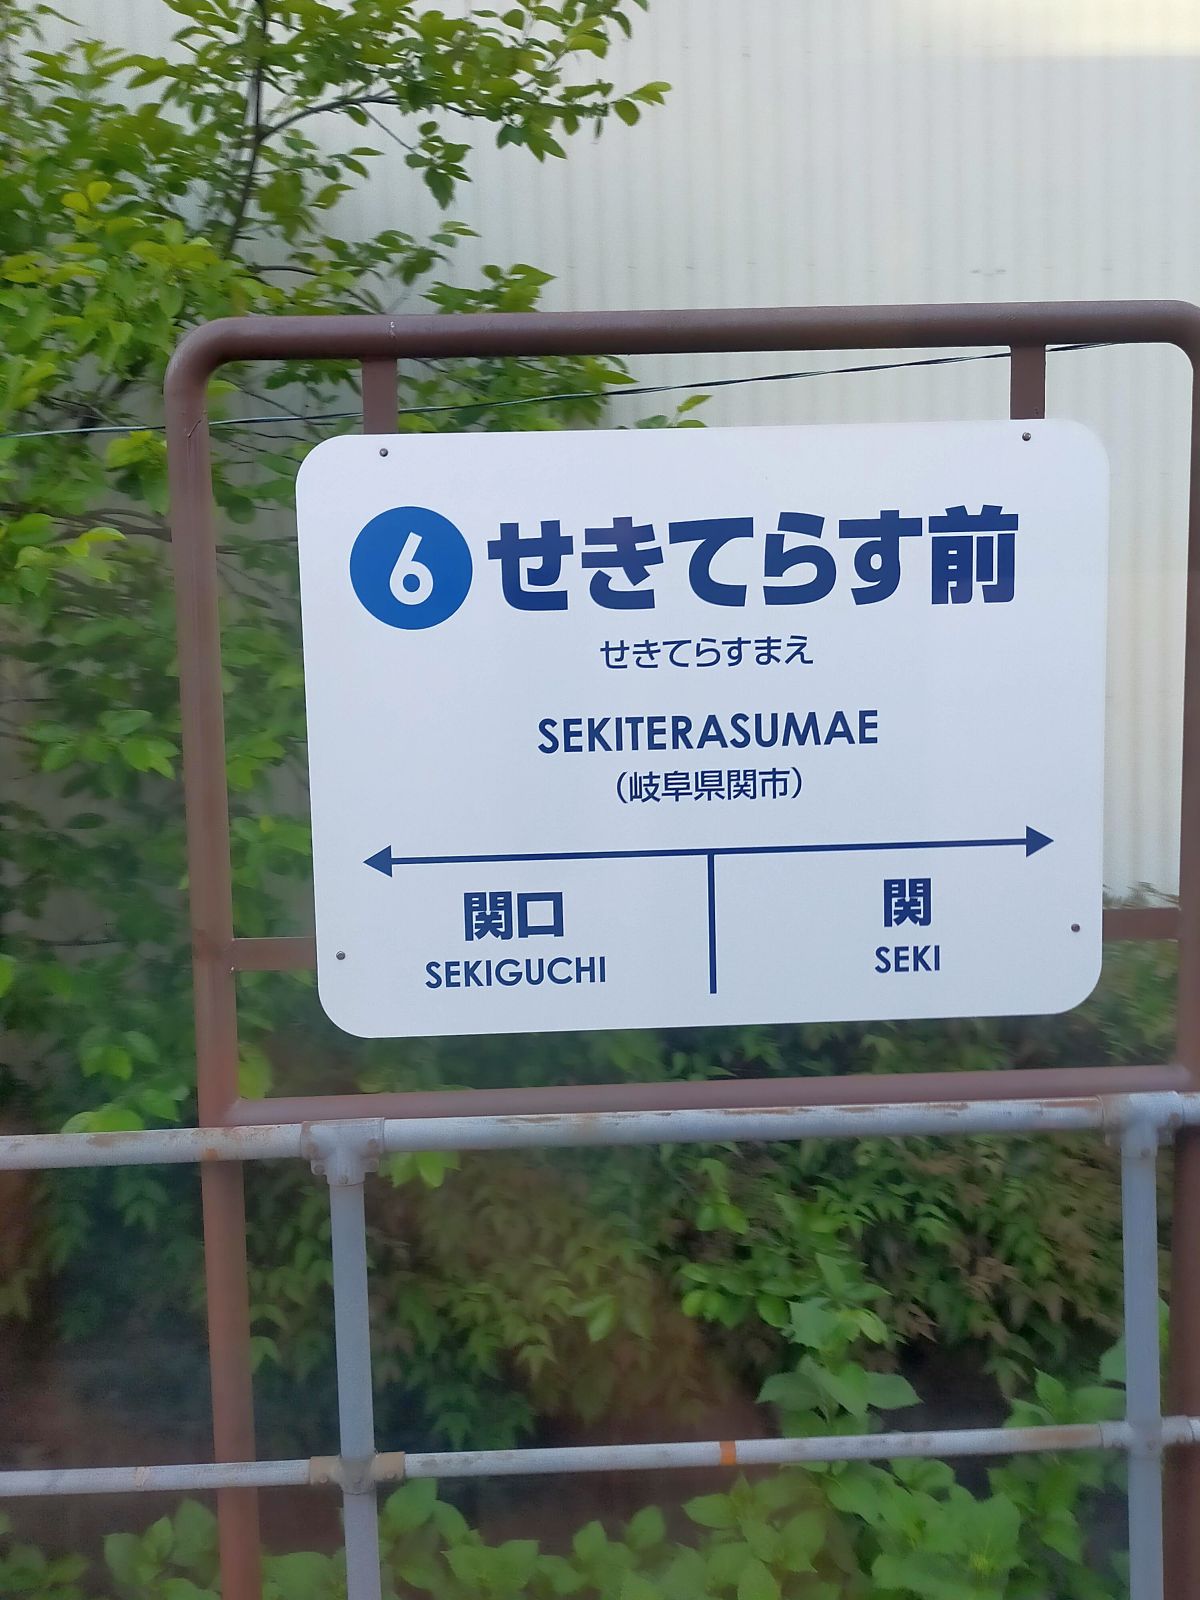 6 せきてらす前
せきてらすまえ
SEKITERASUMAE
（岐阜県関市）
関口
SEKIGUCHI
関
SEKI